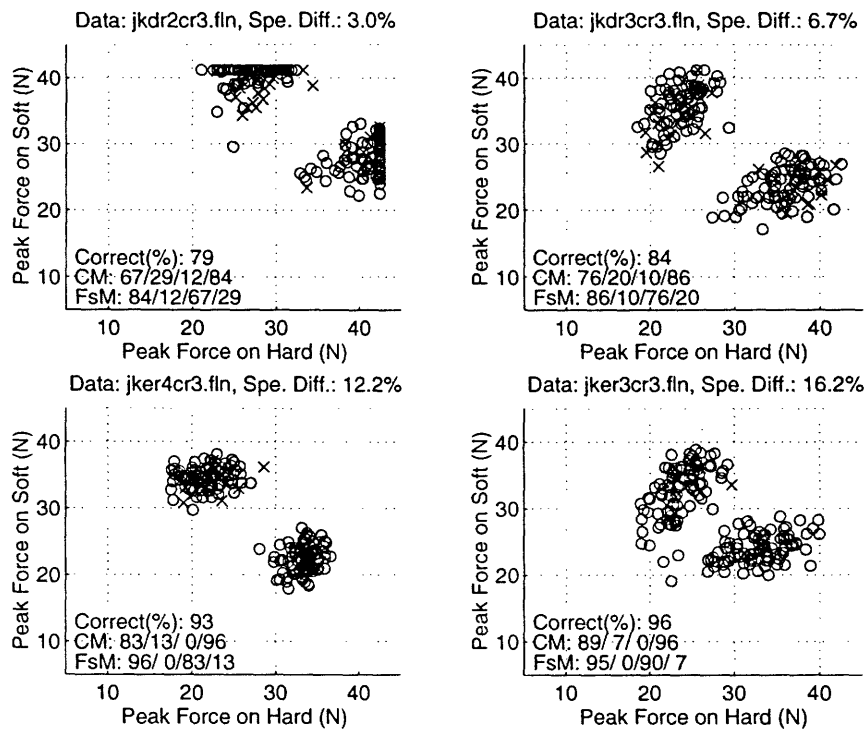 Data: jkdr2cr3.fln, Spe. Diff.: 3.0%
Peak Force on Soft (N)
40
30
20
10
Correct(%): 79
CM: 67/29/12/84
FsM: 84/12/67/29
10 20 30 40
Peak Force on Hard (N)
Data: jkdr3cr3.fln, Spe. Diff.: 6.7%
Peak Force on Soft (N)
40
30
20
10
Correct(%): 84
CM: 76/20/10/86
FsM: 86/10/76/20
10 20 30 40
Peak Force on Hard (N)
Data: jker4cr3.fln, Spe. Diff.: 12.2%
Peak Force on Soft (N)
40
30
20
10
Correct(%): 93
CM: 83/13/ 0/96
FsM: 96/ 0/83/13
10 20 30 40
Peak Force on Hard (N)
Data: jker3cr3.fln, Spe. Diff.: 16.2%
Peak Force on Soft (N)
40
30
20
10
Correct(%): 96
CM: 89/ 7/ 0/96
FsM: 95/ 0/90/ 7
10 20 30 40
Peak Force on Hard (N)